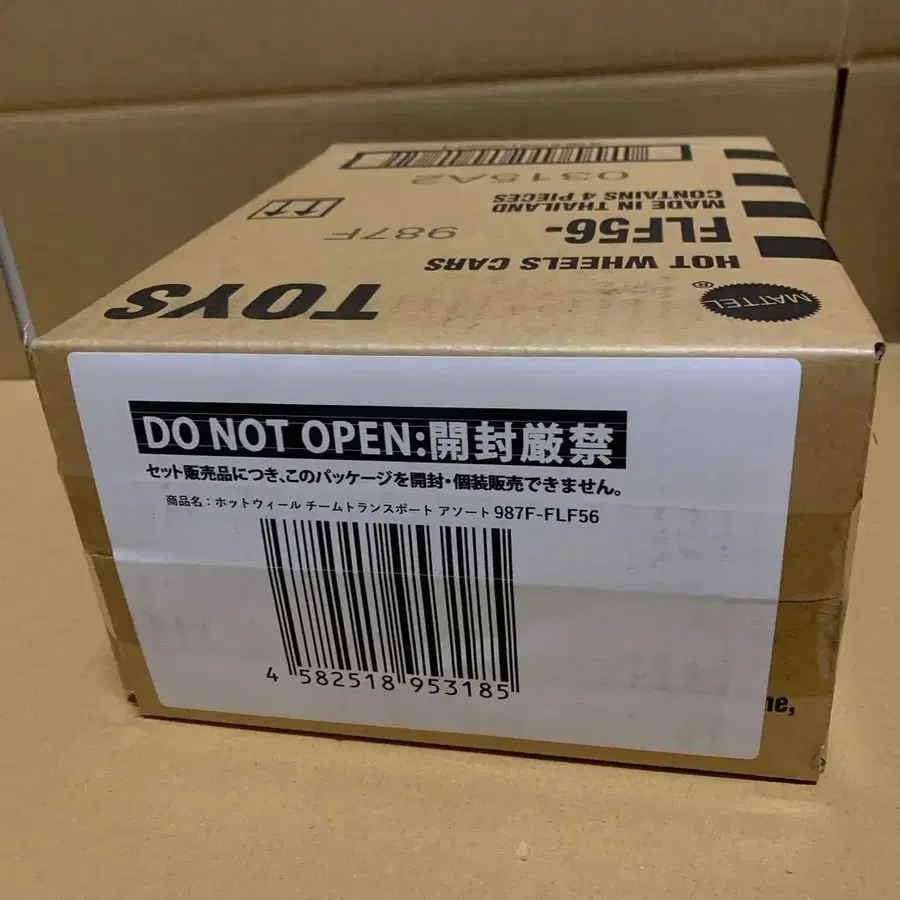 0315A2
MADE IN THAILAND
CONTAINS 4 PIECES
987F
FLF56-
HOT WHEELS CARS
TOYS
MATTEL
®
DO NOT OPEN:開封厳禁
セット販売品につき、このパッケージを開封・個装販売できません。
商品名：ホットウィール チームトランスポート アソート 987F-FLF56
4 582518 953185
me,